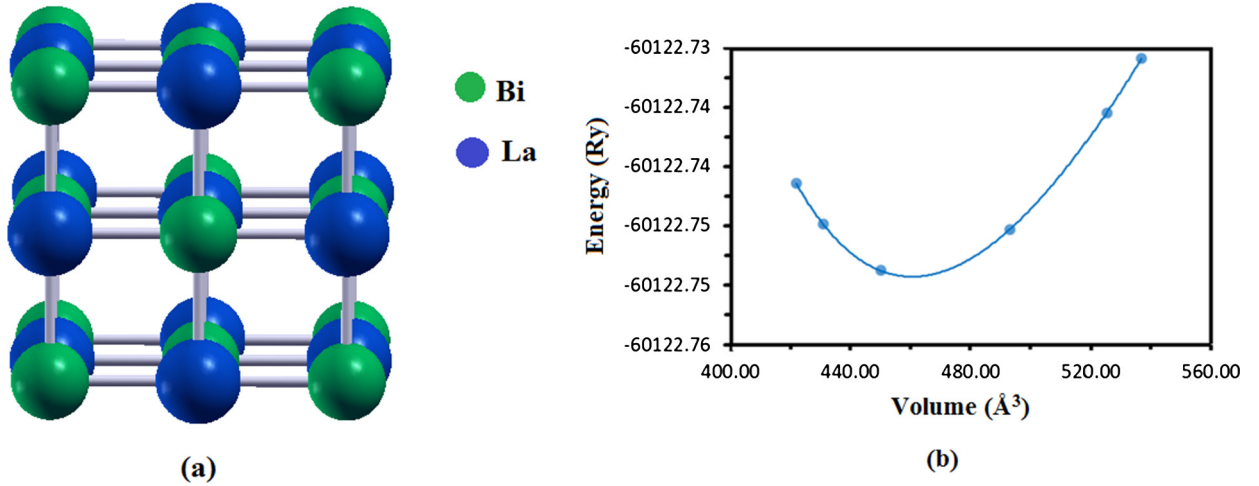 Bi
La
(a)
-60122.73
-60122.74
-60122.74
-60122.75
-60122.75
-60122.76
Energy (Ry)
400.00 440.00 480.00 520.00 560.00
Volume (Å³)
(b)